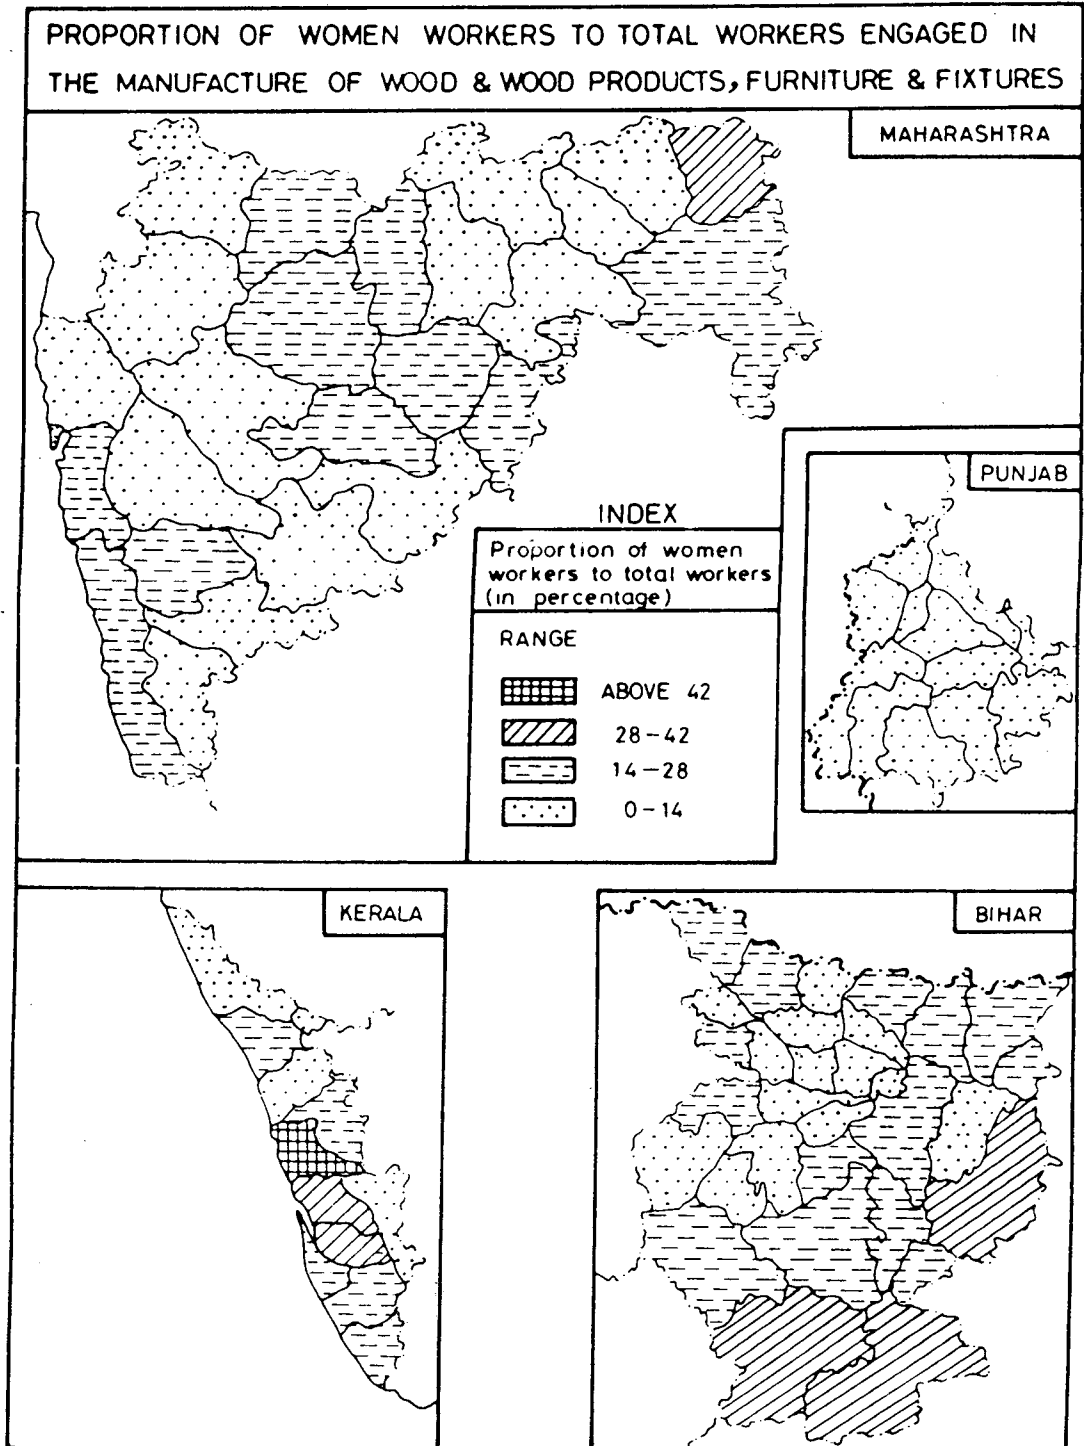 PROPORTION OF WOMEN WORKERS TO TOTAL WORKERS ENGAGED IN
THE MANUFACTURE OF WOOD & WOOD PRODUCTS, FURNITURE & FIXTURES
MAHARASHTRA
PUNJAB
INDEX
Proportion of women
workers to total workers
(in percentage)
RANGE
ABOVE 42
28-42
14-28
0-14
KERALA
BIHAR